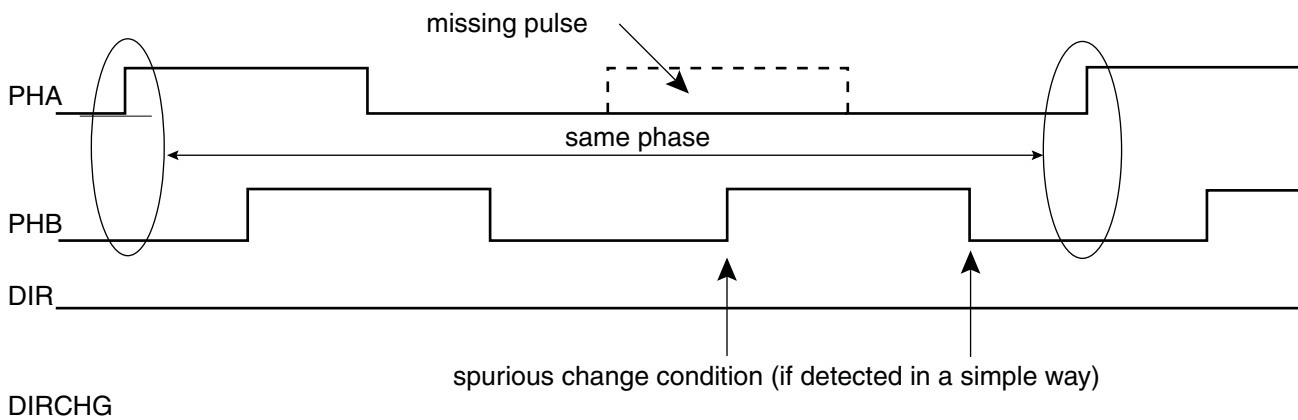 missing pulse
PHA
same phase
PHB
DIR
spurious change condition (if detected in a simple way)
DIRCHG